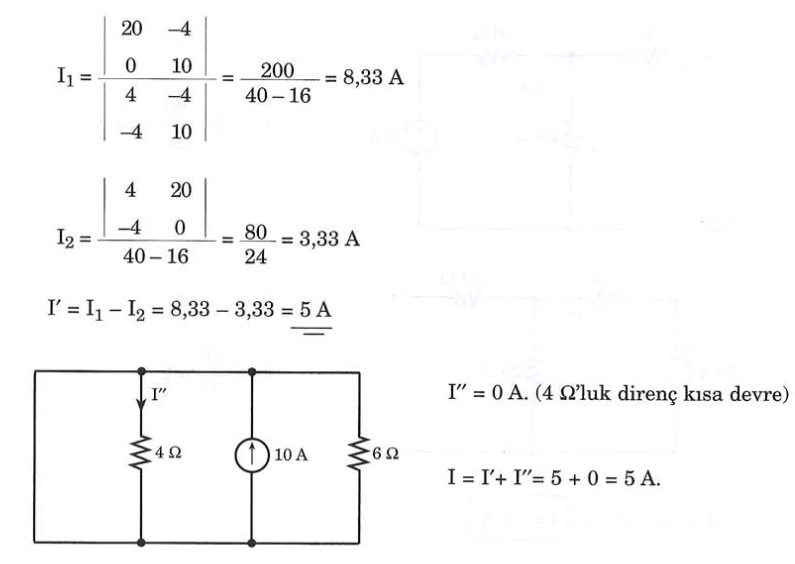 20 –4
0 10
I₁ = = 200 / 40 – 16 = 8,33 A
4 –4
–4 10
4 20
–4 0
I₂ = = 80 / 24 = 3,33 A
40 – 16
I′ = I₁ – I₂ = 8,33 – 3,33 = 5 A
I″
4 Ω
10 A
6 Ω
I″ = 0 A. (4 Ω’luk direnç kısa devre)
I = I′+ I″= 5 + 0 = 5 A.